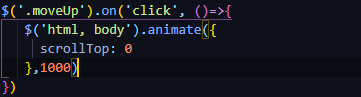 $('.moveUp').on('click', ()=>{
    $('html, body').animate({
      scrollTop: 0
    },1000)
})